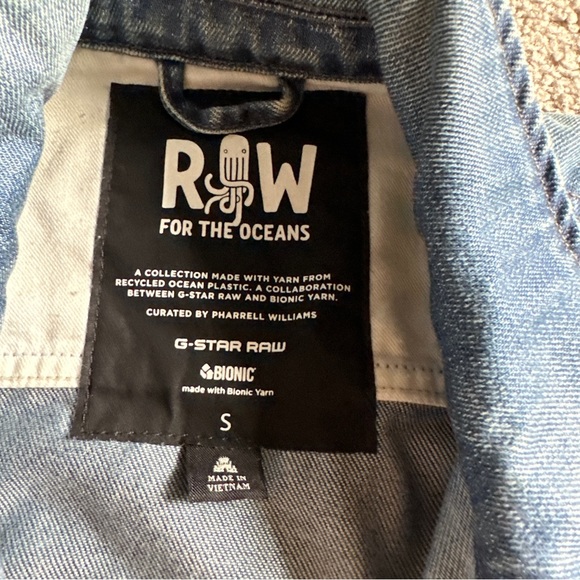 RAW
FOR THE OCEANS
A COLLECTION MADE WITH YARN FROM
RECYCLED OCEAN PLASTIC. A COLLABORATION
BETWEEN G-STAR RAW AND BIONIC YARN.
CURATED BY PHARRELL WILLIAMS
G-STAR RAW
BIONIC
made with Bionic Yarn
S
MADE IN
VIETNAM